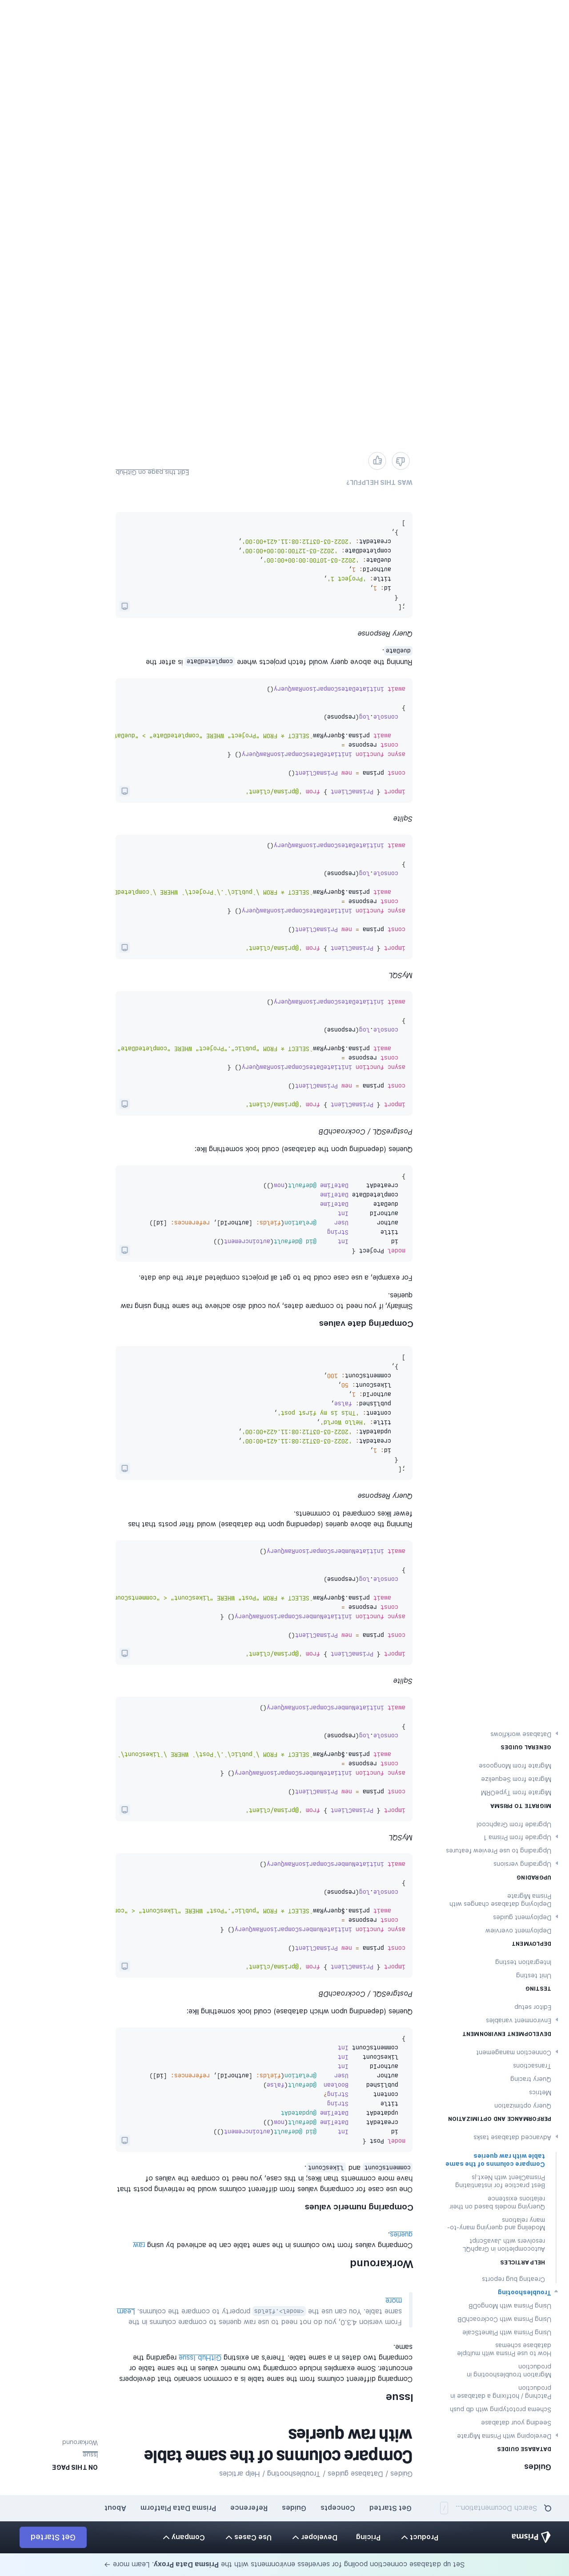 Set up database connection pooling for serverless environments with the Prisma Data Proxy. Learn more →
Prisma
Product
Pricing
Developer
Use Cases
Company
Get Started
Search Documentation...
/
Get Started
Concepts
Guides
Reference
Prisma Data Platform
About
Guides
DATABASE GUIDES
Developing with Prisma Migrate
Seeding your database
Schema prototyping with db push
Patching / hotfixing a database in
production
Migration troubleshooting in
production
How to use Prisma with multiple
database schemas
Using Prisma with PlanetScale
Using Prisma with CockroachDB
Using Prisma with MongoDB
Troubleshooting
Creating bug reports
HELP ARTICLES
Autocompletion in GraphQL
resolvers with JavaScript
Modeling and querying many-to-
many relations
Querying models based on their
relations existence
Best practice for instantiating
PrismaClient with Next.js
Compare columns of the same
table with raw queries
Advanced database tasks
PERFORMANCE AND OPTIMIZATION
Query optimization
Metrics
Query tracing
Transactions
Connection management
DEVELOPMENT ENVIRONMENT
Environment variables
Editor setup
TESTING
Unit testing
Integration testing
DEPLOYMENT
Deployment overview
Deployment guides
Deploying database changes with
Prisma Migrate
UPGRADING
Upgrading versions
Upgrading to use Preview features
Upgrade from Prisma 1
Upgrade from Graphcool
MIGRATE TO PRISMA
Migrate from TypeORM
Migrate from Sequelize
Migrate from Mongoose
GENERAL GUIDES
Database workflows
Guides / Database guides / Troubleshooting / Help articles
Compare columns of the same table
with raw queries
Issue
Comparing different columns from the same table is a common scenario that developers
encounter. Some examples include comparing two numeric values in the same table or
comparing two dates in a same table. There's an existing GitHub Issue regarding the
same.
From version 4.3.0, you do not need to use raw queries to compare columns in the
same table. You can use the <model>.fields property to compare the columns. Learn
more
Workaround
Comparing values from two columns in the same table can be achieved by using raw
queries.
Comparing numeric values
One use case for comparing values from different columns would be retrieving posts that
have more comments than likes; in this case, you need to compare the values of
commentsCount and likesCount.
model Post {
id Int @id @default(autoincrement())
createdAt DateTime @default(now())
updatedAt DateTime @updatedAt
title String
content String?
published Boolean @default(false)
author User @relation(fields: [authorId], references: [id])
authorId Int
likesCount Int
commentsCount Int
}
Queries (depending upon which database) could look something like:
PostgreSQL / CockroachDB
import { PrismaClient } from '@prisma/client'
const prisma = new PrismaClient()
async function initiateNumbersComparisonRawQuery() {
const response =
await prisma.$queryRaw`SELECT * FROM "public"."Post" WHERE "likesCount" < "com
console.log(response)
}
await initiateNumbersComparisonRawQuery()
MySQL
import { PrismaClient } from '@prisma/client'
const prisma = new PrismaClient()
async function initiateNumbersComparisonRawQuery() {
const response =
await prisma.$queryRaw`SELECT * FROM \`public\`.\`Post\` WHERE \`likesCount\`
console.log(response)
}
await initiateNumbersComparisonRawQuery()
Sqlite
import { PrismaClient } from '@prisma/client'
const prisma = new PrismaClient()
async function initiateNumbersComparisonRawQuery() {
const response =
await prisma.$queryRaw`SELECT * FROM "Post" WHERE "likesCount" < "commentsCoun
console.log(response)
}
await initiateNumbersComparisonRawQuery()
Running the above queries (depending upon the database) would filter posts that has
fewer likes compared to comments.
Query Response
;[
{
id: 1,
createdAt: '2022-03-03T12:08:11.421+00:00',
updatedAt: '2022-03-03T12:08:11.422+00:00',
title: 'Hello World',
content: 'This is my first post',
published: false,
authorId: 1,
likesCount: 50,
commentsCount: 100,
},
]
Comparing date values
Similarly, if you need to compare dates, you could also achieve the same thing using raw
queries.
For example, a use case could be to get all projects completed after the due date.
model Project {
id Int @id @default(autoincrement())
title String
author User @relation(fields: [authorId], references: [id])
authorId Int
dueDate DateTime
completedDate DateTime
createdAt DateTime @default(now())
}
Queries (depending upon the database) could look something like:
PostgreSQL / CockroachDB
import { PrismaClient } from '@prisma/client'
const prisma = new PrismaClient()
async function initiateDatesComparisonRawQuery() {
const response =
await prisma.$queryRaw`SELECT * FROM "public"."Project" WHERE "completedDate"
console.log(response)
}
await initiateDatesComparisonRawQuery()
MySQL
import { PrismaClient } from '@prisma/client'
const prisma = new PrismaClient()
async function initiateDatesComparisonRawQuery() {
const response =
await prisma.$queryRaw`SELECT * FROM \`public\`.\`Project\` WHERE \`completedD
console.log(response)
}
await initiateDatesComparisonRawQuery()
Sqlite
import { PrismaClient } from '@prisma/client'
const prisma = new PrismaClient()
async function initiateDatesComparisonRawQuery() {
const response =
await prisma.$queryRaw`SELECT * FROM "Project" WHERE "completedDate" > "dueDat
console.log(response)
}
await initiateDatesComparisonRawQuery()
Running the above query would fetch projects where completedDate is after the
dueDate.
Query Response
;[
{
id: 1,
title: 'Project 1',
authorId: 1,
dueDate: '2022-03-10T00:00:00+00:00',
completedDate: '2022-03-12T00:00:00+00:00',
createdAt: '2022-03-03T12:08:11.421+00:00',
},
]
WAS THIS HELPFUL?
Edit this page on GitHub
ON THIS PAGE
Issue
Workaround